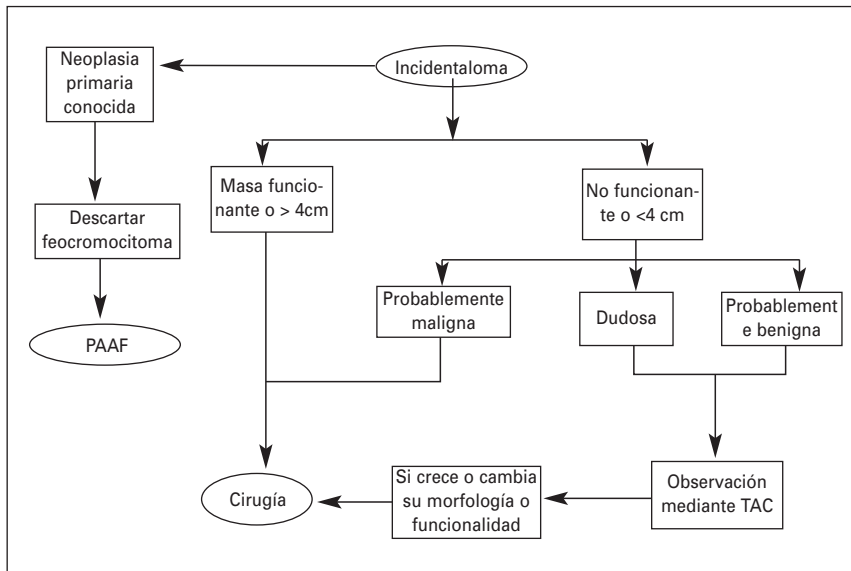 Neoplasia
primaria
conocida
Incidentaloma
Masa funcio-
nante o > 4cm
No funcionan-
te o <4 cm
Descartar
feocromocitoma
Probablemente
maligna
Dudosa
Probablement
e benigna
PAAF
Cirugía
Si crece o cambia
su morfología o
funcionalidad
Observación
mediante TAC